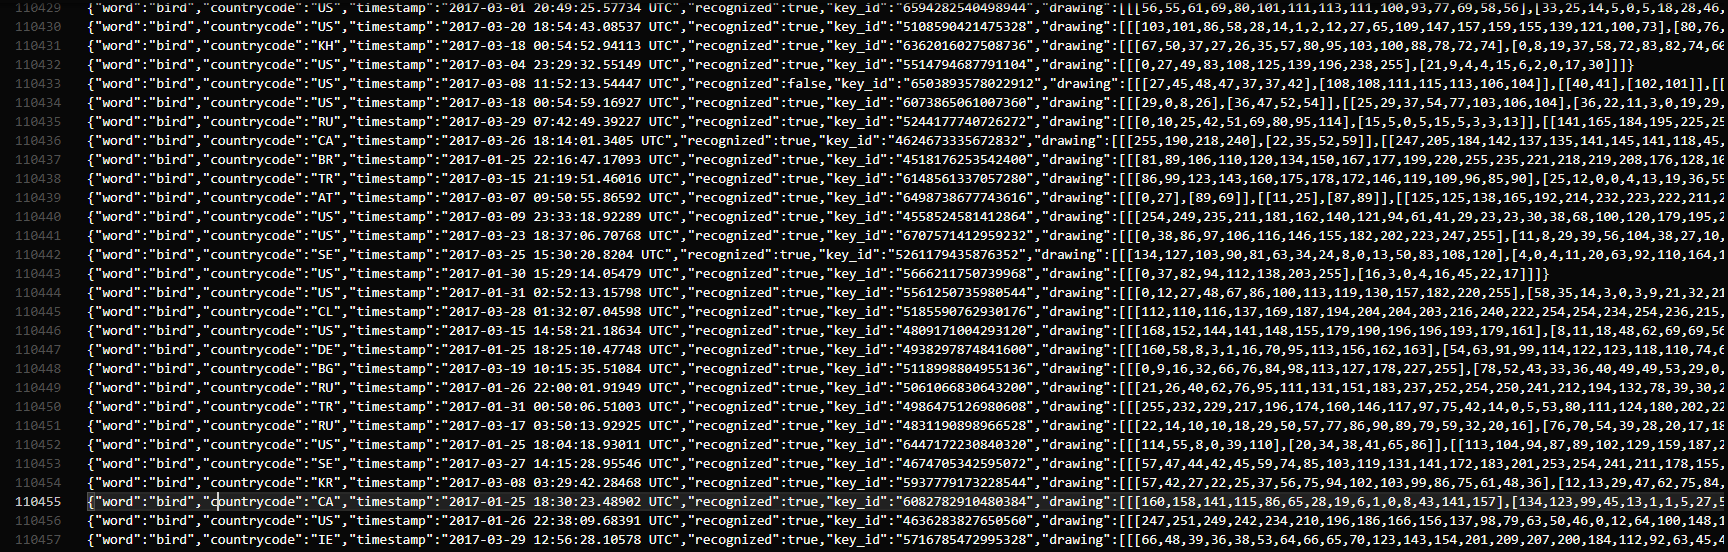 110429 {"word":"bird","countrycode":"US","timestamp":"2017-03-01 20:49:25.57734 UTC","recognized":true,"key_id":"6594282540498944","drawing":[[[56,55,61,69,80,101,111,113,111,100,93,77,69,58,56],[33,25,14,5,0,5,18,28,46,
110430 {"word":"bird","countrycode":"US","timestamp":"2017-03-20 18:54:43.08537 UTC","recognized":true,"key_id":"5108590421475328","drawing":[[[103,101,86,58,28,14,1,2,12,27,65,109,147,157,159,155,139,121,100,73],[80,76,
110431 {"word":"bird","countrycode":"KH","timestamp":"2017-03-18 00:54:52.94113 UTC","recognized":true,"key_id":"6362016027508736","drawing":[[[67,50,37,27,26,35,57,80,95,103,100,88,78,72,74],[0,8,19,37,58,72,83,82,74,60
110432 {"word":"bird","countrycode":"US","timestamp":"2017-03-04 23:29:32.55149 UTC","recognized":true,"key_id":"5514794687791104","drawing":[[[0,27,49,83,108,125,139,196,238,255],[21,9,4,4,15,6,2,0,17,30]]]}
110433 {"word":"bird","countrycode":"US","timestamp":"2017-03-08 11:52:13.54447 UTC","recognized":false,"key_id":"6503893578022912","drawing":[[[27,45,48,47,37,37,42],[108,108,111,115,113,106,104]],[[40,41],[102,101]],[[
110434 {"word":"bird","countrycode":"US","timestamp":"2017-03-18 00:54:59.16927 UTC","recognized":true,"key_id":"6073865061007360","drawing":[[[29,0,8,26],[36,47,52,54]],[[25,29,37,54,77,103,106,104],[36,22,11,3,0,19,29,
110435 {"word":"bird","countrycode":"RU","timestamp":"2017-03-29 07:42:49.39227 UTC","recognized":true,"key_id":"5244177740726272","drawing":[[[0,10,25,42,51,69,80,95,114],[15,5,0,5,15,5,3,3,13]],[[141,165,184,195,225,25
110436 {"word":"bird","countrycode":"CA","timestamp":"2017-03-26 18:14:01.3405 UTC","recognized":true,"key_id":"4624673335672832","drawing":[[[255,190,218,240],[22,35,52,59]],[[247,205,184,142,137,135,141,145,141,118,45,
110437 {"word":"bird","countrycode":"BR","timestamp":"2017-01-25 22:16:47.17093 UTC","recognized":true,"key_id":"4518176253542400","drawing":[[[81,89,106,110,120,134,150,167,177,199,220,255,235,221,218,219,208,176,128,10
110438 {"word":"bird","countrycode":"TR","timestamp":"2017-03-15 21:19:51.46016 UTC","recognized":true,"key_id":"6148561337057280","drawing":[[[86,99,123,143,160,175,178,172,146,119,109,96,85,90],[25,12,0,0,4,13,19,36,55
110439 {"word":"bird","countrycode":"AT","timestamp":"2017-03-07 09:50:55.86592 UTC","recognized":true,"key_id":"6498738677743616","drawing":[[[0,27],[89,69]],[[11,25],[87,89]],[[125,125,138,165,192,214,232,223,222,211,2
110440 {"word":"bird","countrycode":"US","timestamp":"2017-03-09 23:33:18.92289 UTC","recognized":true,"key_id":"4558524581412864","drawing":[[[254,249,235,211,181,162,140,121,94,61,41,29,23,23,30,38,68,100,120,179,195,2
110441 {"word":"bird","countrycode":"US","timestamp":"2017-03-23 18:37:06.70768 UTC","recognized":true,"key_id":"6707571412959232","drawing":[[[0,38,86,97,106,116,146,155,182,202,223,247,255],[11,8,29,39,56,104,38,27,10,
110442 {"word":"bird","countrycode":"SE","timestamp":"2017-03-25 15:30:20.8204 UTC","recognized":true,"key_id":"5261179435876352","drawing":[[[134,127,103,90,81,63,34,24,8,0,13,50,83,108,120],[4,0,4,11,20,63,92,110,164,1
110443 {"word":"bird","countrycode":"US","timestamp":"2017-01-30 15:29:14.05479 UTC","recognized":true,"key_id":"5666211750739968","drawing":[[[0,37,82,94,112,138,203,255],[16,3,0,4,16,45,22,17]]]}
110444 {"word":"bird","countrycode":"US","timestamp":"2017-01-31 02:52:13.15798 UTC","recognized":true,"key_id":"5561250735980544","drawing":[[[0,12,27,48,67,86,100,113,119,130,157,182,220,255],[58,35,14,3,0,3,9,21,32,21
110445 {"word":"bird","countrycode":"CL","timestamp":"2017-03-28 01:32:07.04598 UTC","recognized":true,"key_id":"5185590762930176","drawing":[[[112,110,116,137,169,187,194,204,204,203,216,240,222,254,254,234,254,236,215,
110446 {"word":"bird","countrycode":"US","timestamp":"2017-03-15 14:58:21.18634 UTC","recognized":true,"key_id":"4809171004293120","drawing":[[[168,152,144,141,148,155,179,190,196,196,193,179,161],[8,11,18,48,62,69,69,56
110447 {"word":"bird","countrycode":"DE","timestamp":"2017-01-25 18:25:10.47748 UTC","recognized":true,"key_id":"4938297874841600","drawing":[[[160,58,8,3,1,16,70,95,113,156,162,163],[54,63,91,99,114,122,123,118,110,74,6
110448 {"word":"bird","countrycode":"BG","timestamp":"2017-03-19 10:15:35.51084 UTC","recognized":true,"key_id":"5118998804955136","drawing":[[[0,9,16,32,66,76,84,98,113,127,178,227,255],[78,52,43,33,36,40,49,49,53,29,0,
110449 {"word":"bird","countrycode":"RU","timestamp":"2017-01-26 22:00:01.91949 UTC","recognized":true,"key_id":"5061066830643200","drawing":[[[21,26,40,62,76,95,111,131,151,183,237,252,254,250,241,212,194,132,78,39,30,2
110450 {"word":"bird","countrycode":"TR","timestamp":"2017-01-31 00:50:06.51003 UTC","recognized":true,"key_id":"4986475126980608","drawing":[[[255,232,229,217,196,174,160,146,117,97,75,42,14,0,5,53,80,111,124,180,202,22
110451 {"word":"bird","countrycode":"RU","timestamp":"2017-03-17 03:50:13.92925 UTC","recognized":true,"key_id":"4831190898966528","drawing":[[[22,14,10,10,18,29,50,57,77,86,90,89,79,59,32,20,16],[76,70,54,39,28,20,17,18
110452 {"word":"bird","countrycode":"US","timestamp":"2017-01-25 18:04:18.93011 UTC","recognized":true,"key_id":"6447172230840320","drawing":[[[114,55,8,0,39,110],[20,34,38,41,65,86]],[[113,104,94,87,89,102,129,159,187,2
110453 {"word":"bird","countrycode":"SE","timestamp":"2017-03-27 14:15:28.95546 UTC","recognized":true,"key_id":"4674705342595072","drawing":[[[57,47,44,42,45,59,74,85,103,119,131,141,172,183,201,253,254,241,211,178,155,
110454 {"word":"bird","countrycode":"KR","timestamp":"2017-03-08 03:29:42.28468 UTC","recognized":true,"key_id":"5937779173228544","drawing":[[[57,42,27,22,25,37,56,75,94,102,103,99,86,75,61,48,36],[12,13,29,47,62,75,84,
110455 {"word":"bird","countrycode":"CA","timestamp":"2017-01-25 18:30:23.48902 UTC","recognized":true,"key_id":"6082782910480384","drawing":[[[160,158,141,115,86,65,28,19,6,1,0,8,43,141,157],[134,123,99,45,13,1,1,5,27,5
110456 {"word":"bird","countrycode":"US","timestamp":"2017-01-26 22:38:09.68391 UTC","recognized":true,"key_id":"4636283827650560","drawing":[[[247,251,249,242,234,210,196,186,166,156,137,98,79,63,50,46,0,12,64,100,148,1
110457 {"word":"bird","countrycode":"IE","timestamp":"2017-03-29 12:56:28.10578 UTC","recognized":true,"key_id":"5716785472995328","drawing":[[[66,48,39,36,38,53,64,66,65,70,123,143,154,201,209,207,200,184,112,92,63,45,4